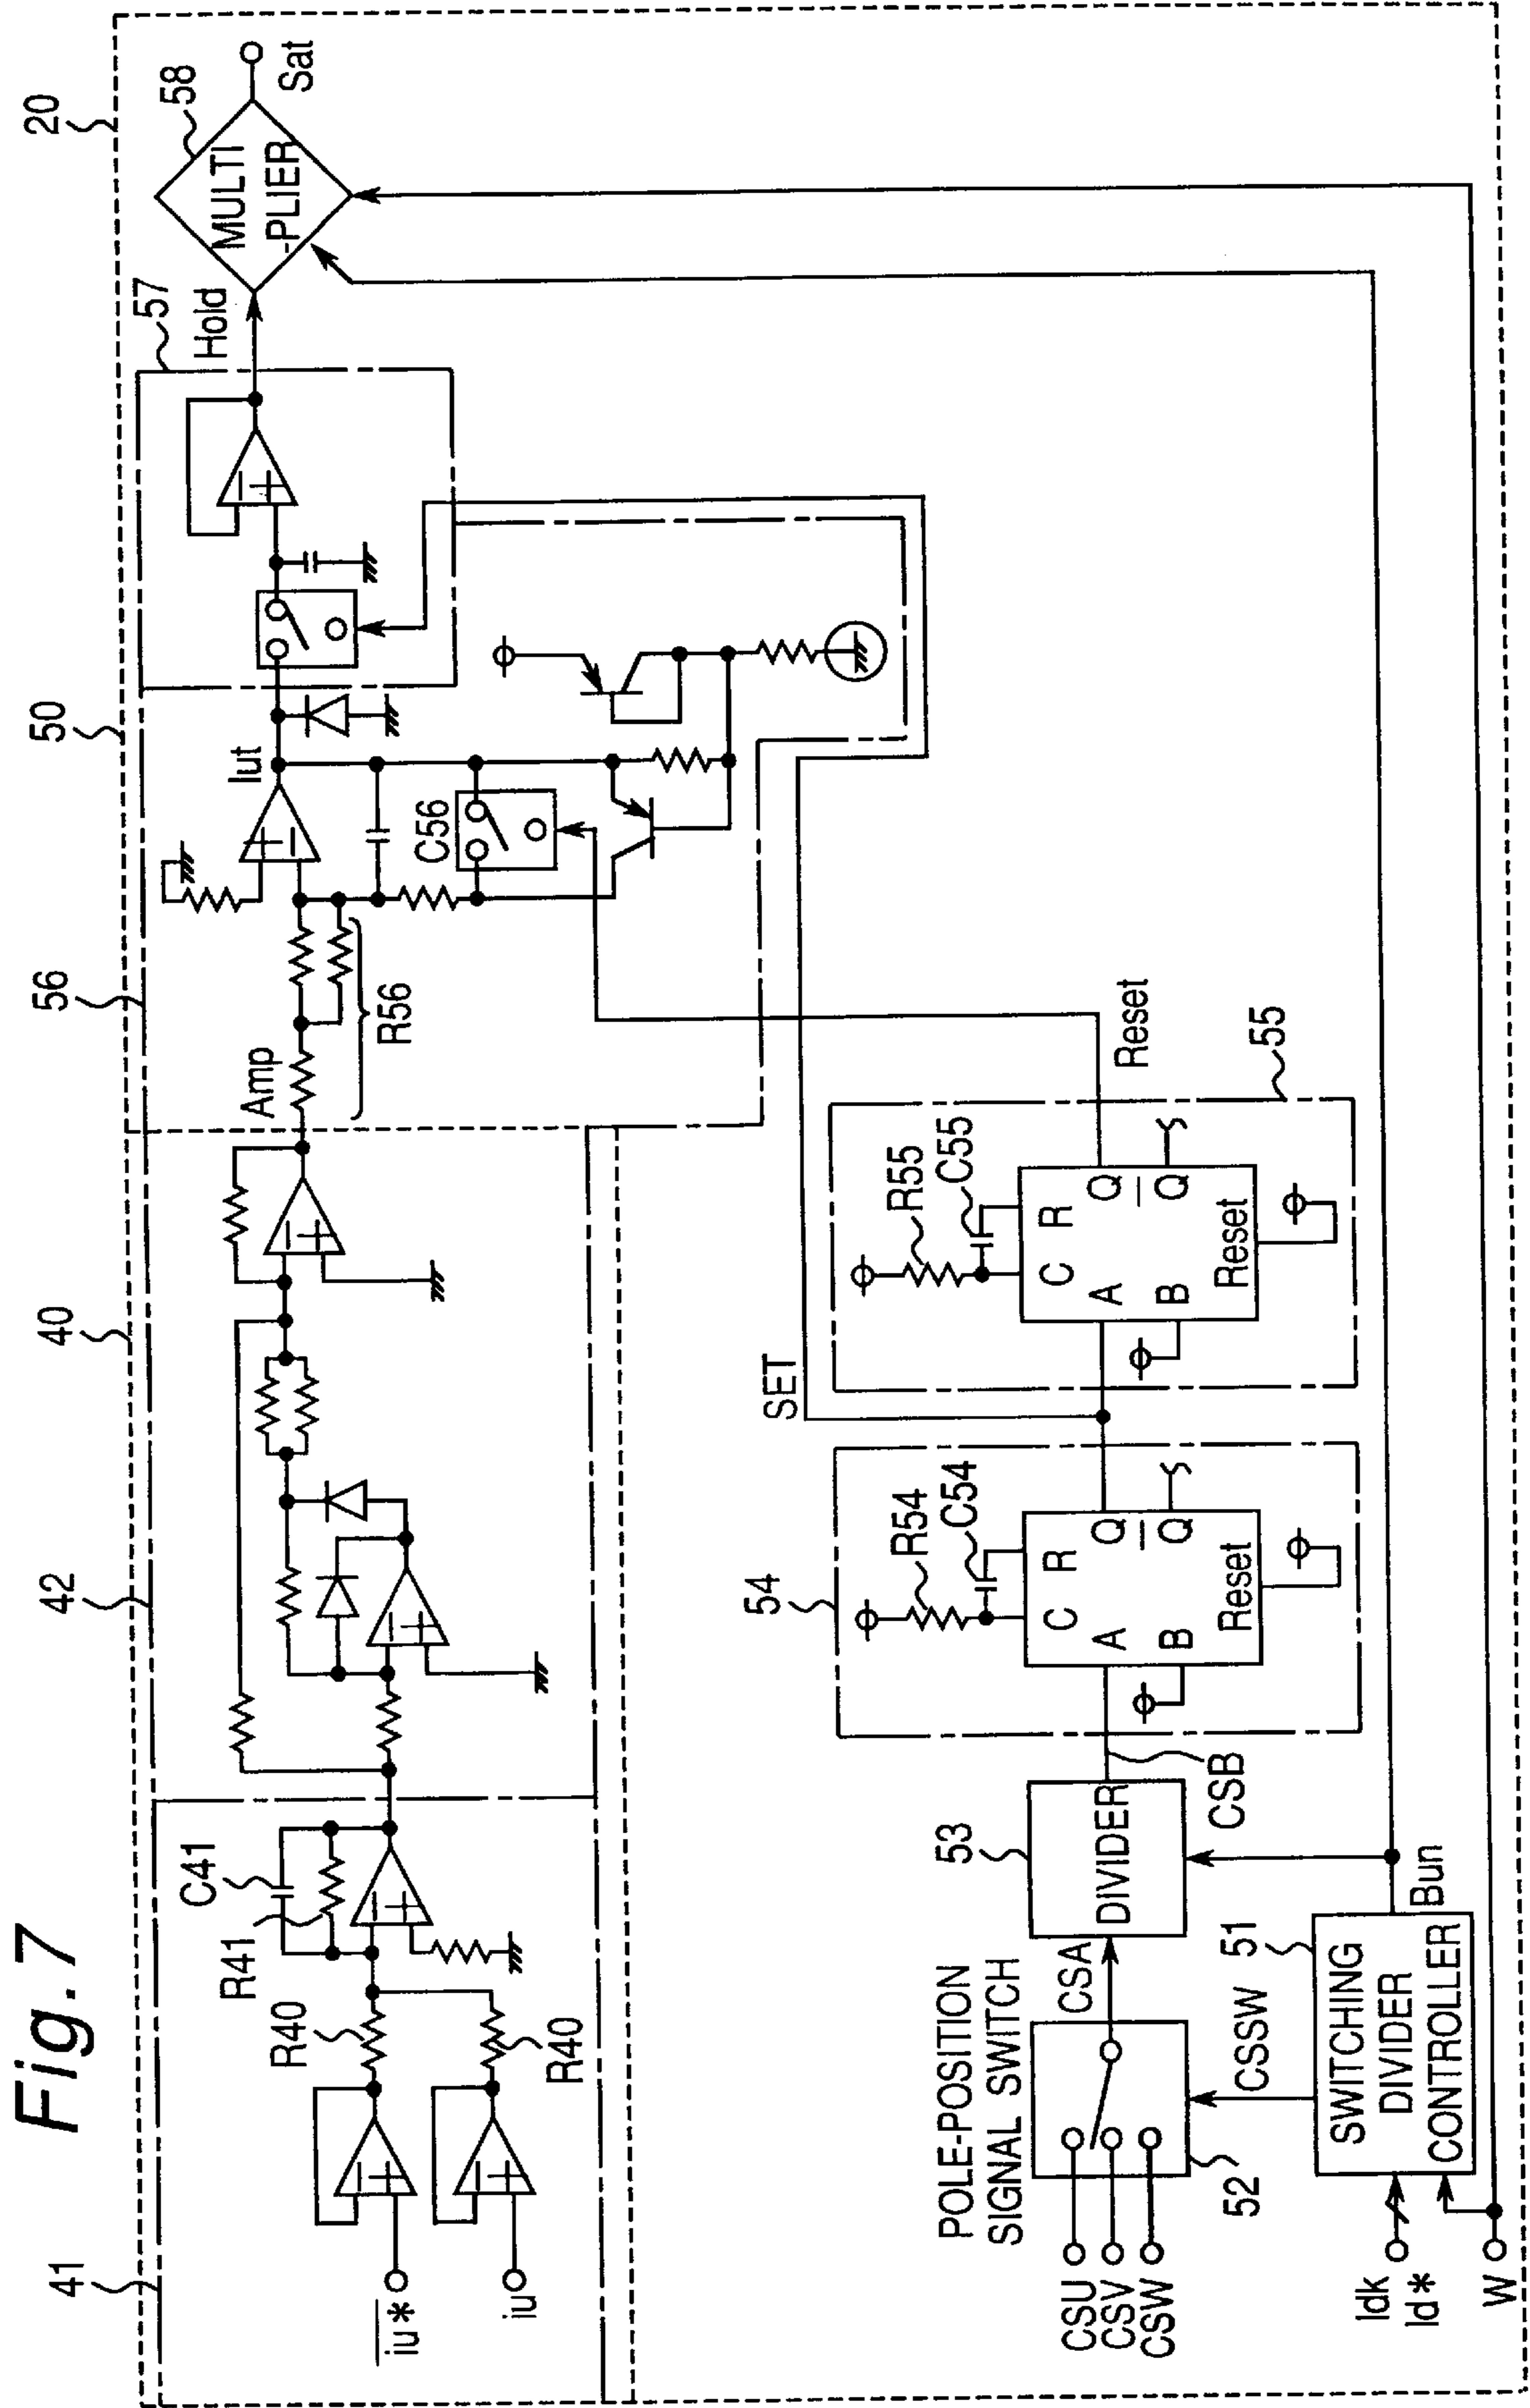 Fig.7
41
42
40
56
50
57
20
58
C41
R41
R40
R40
iu*
iu
Amp
R56
Iut
C56
Hold
MULTI
-PLIER
Sat
POLE-POSITION
SIGNAL SWITCH
CSU
CSV
CSW
52
CSA
53
DIVIDER
CSB
54
R54
C54
C R
A Q
B Q
Reset
SET
R55
C55
C R
A Q
B Q
Reset
55
Reset
CSSW
51
SWITCHING
DIVIDER
CONTROLLER
Bun
Idk
Id*
W